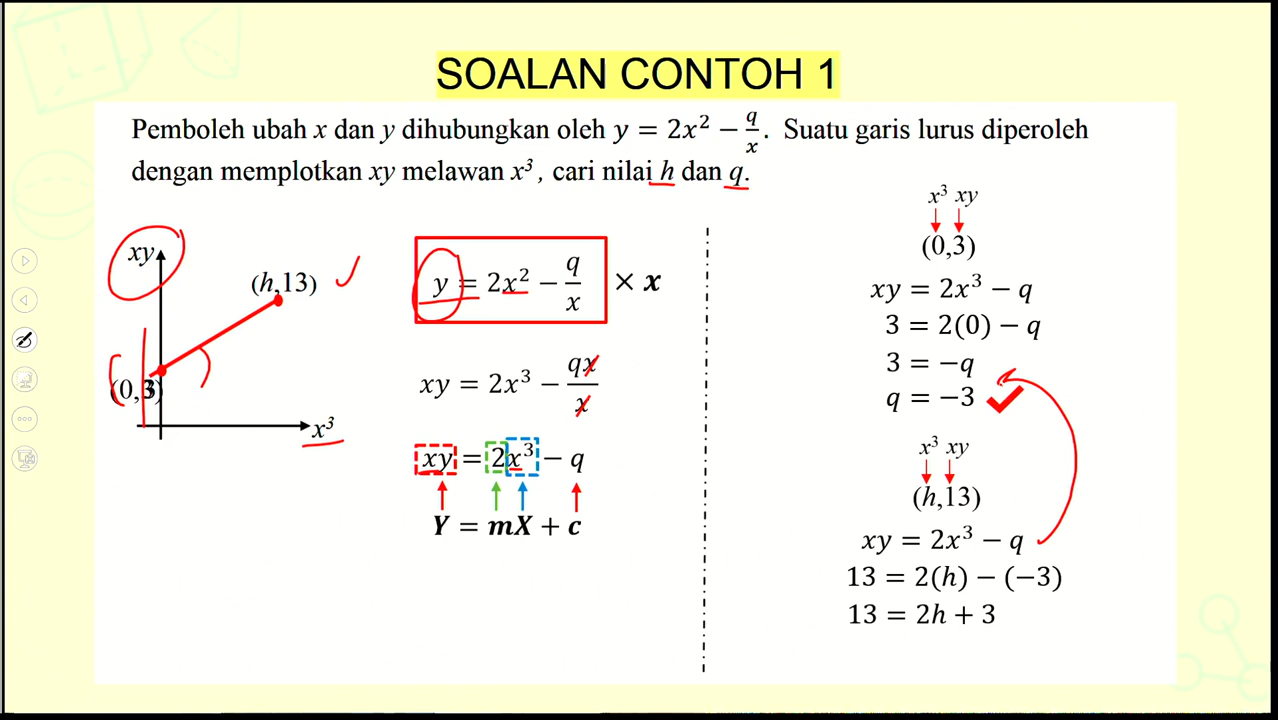 SOALAN CONTOH 1
Pemboleh ubah x dan y dihubungkan oleh y = 2x² − q/x. Suatu garis lurus diperoleh
dengan memplotkan xy melawan x³, cari nilai h dan q.
xy
(h,13)
(0,3)
x³
y = 2x² − q/x × x
xy = 2x³ − qx/x
xy = 2x³ − q
Y = mX + c
x³ xy
(0,3)
xy = 2x³ − q
3 = 2(0) − q
3 = −q
q = −3
x³ xy
(h,13)
xy = 2x³ − q
13 = 2(h) − (−3)
13 = 2h + 3